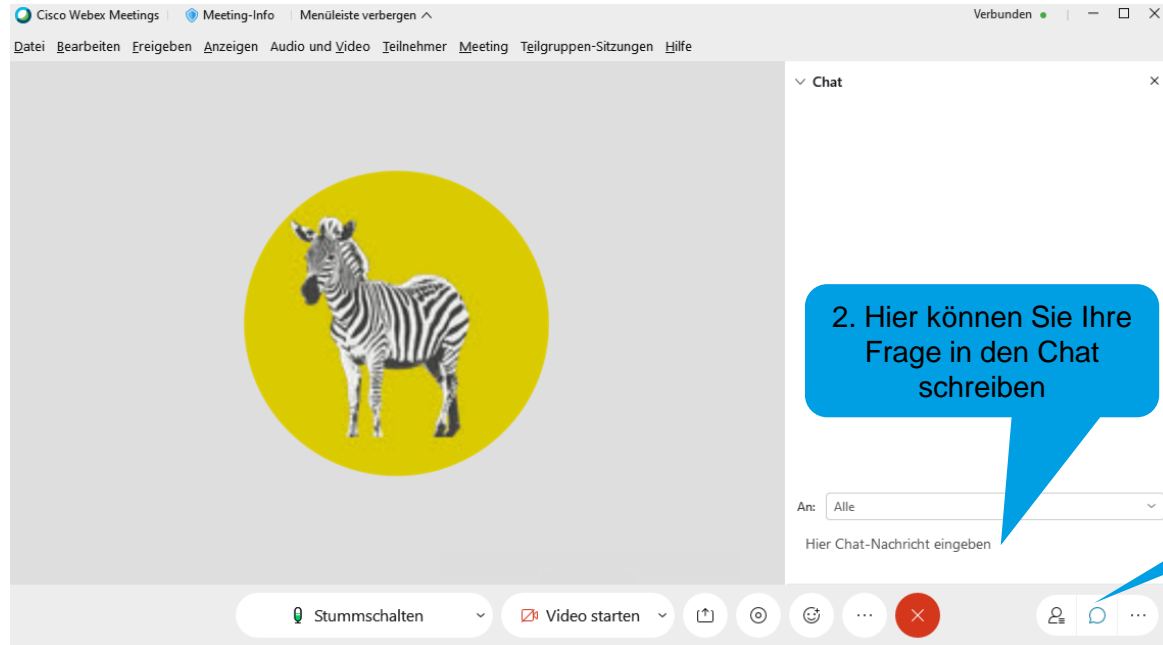 Cisco Webex Meetings Meeting-Info Menüleiste verbergen Verbunden
Datei Bearbeiten Freigeben Anzeigen Audio und Video Teilnehmer Meeting Teilgruppen-Sitzungen Hilfe
Chat
2. Hier können Sie Ihre
Frage in den Chat
schreiben
An: Alle
Hier Chat-Nachricht eingeben
Stummschalten Video starten